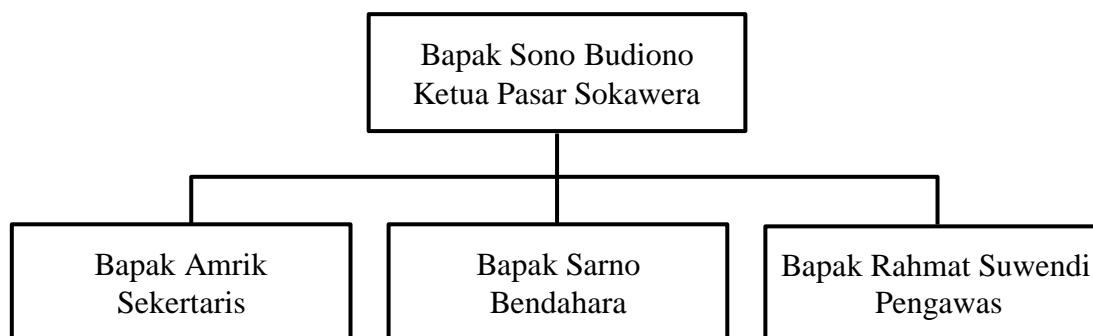 Bapak Sono Budiono
Ketua Pasar Sokawera
Bapak Amrik
Sekertaris
Bapak Sarno
Bendahara
Bapak Rahmat Suwendi
Pengawas